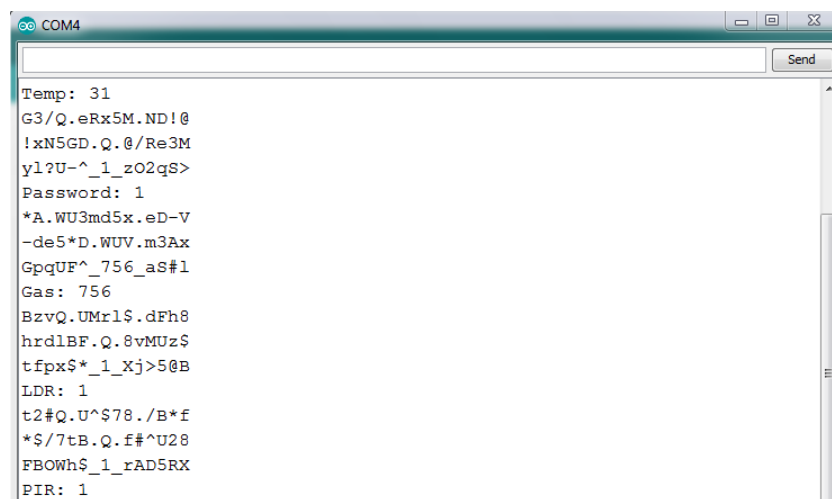 COM4
Send
Temp: 31
G3/Q.eRx5M.ND!@
!xN5GD.Q.@/Re3M
yl?U-^_1_zO2qS>
Password: 1
*A.WU3md5x.eD-V
-de5*D.WUV.m3Ax
GpqUF^_756_aS#l
Gas: 756
BzvQ.UMrl$.dFh8
hrdlBF.Q.8vMUz$
tfpx$*_1_Xj>5@B
LDR: 1
t2#Q.U^$78./B*f
*$/7tB.Q.f#^U28
FBOWh$_1_rAD5RX
PIR: 1